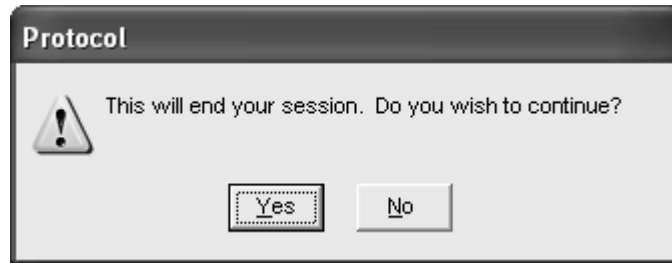 Protocol
This will end your session.  Do you wish to continue?
Yes
No